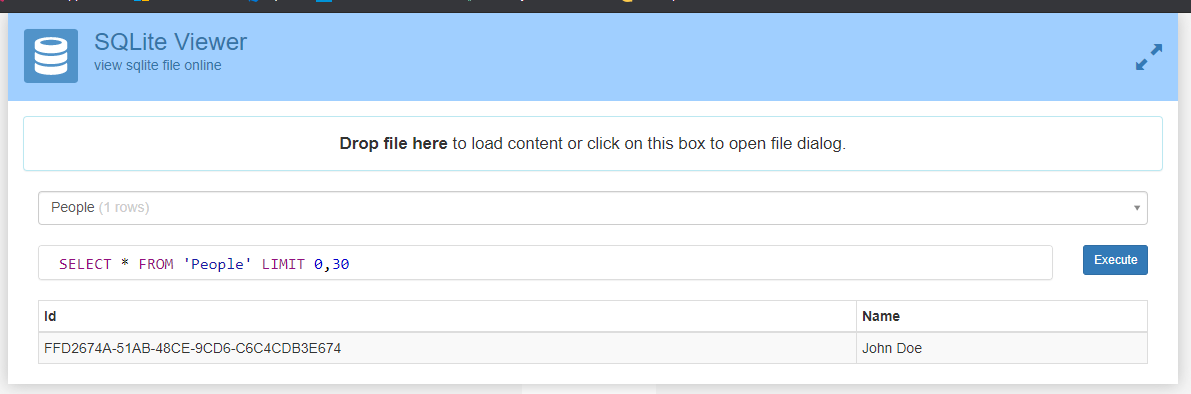 SQLite Viewer
view sqlite file online
Drop file here to load content or click on this box to open file dialog.
People (1 rows)
SELECT * FROM 'People' LIMIT 0,30
Execute
Id Name
FFD2674A-51AB-48CE-9CD6-C6C4CDB3E674 John Doe